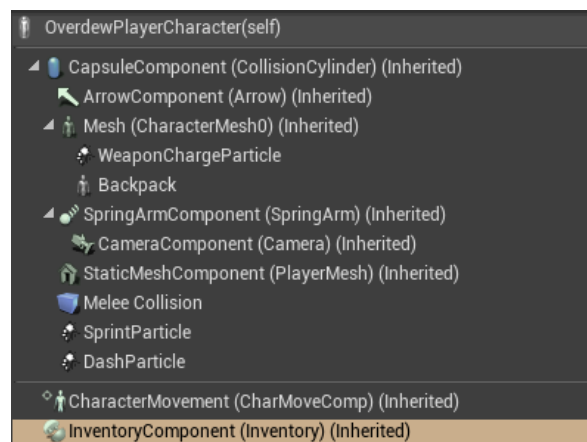 OverdewPlayerCharacter(self)
CapsuleComponent (CollisionCylinder) (Inherited)
ArrowComponent (Arrow) (Inherited)
Mesh (CharacterMesh0) (Inherited)
WeaponChargeParticle
Backpack
SpringArmComponent (SpringArm) (Inherited)
CameraComponent (Camera) (Inherited)
StaticMeshComponent (PlayerMesh) (Inherited)
Melee Collision
SprintParticle
DashParticle
CharacterMovement (CharMoveComp) (Inherited)
InventoryComponent (Inventory) (Inherited)